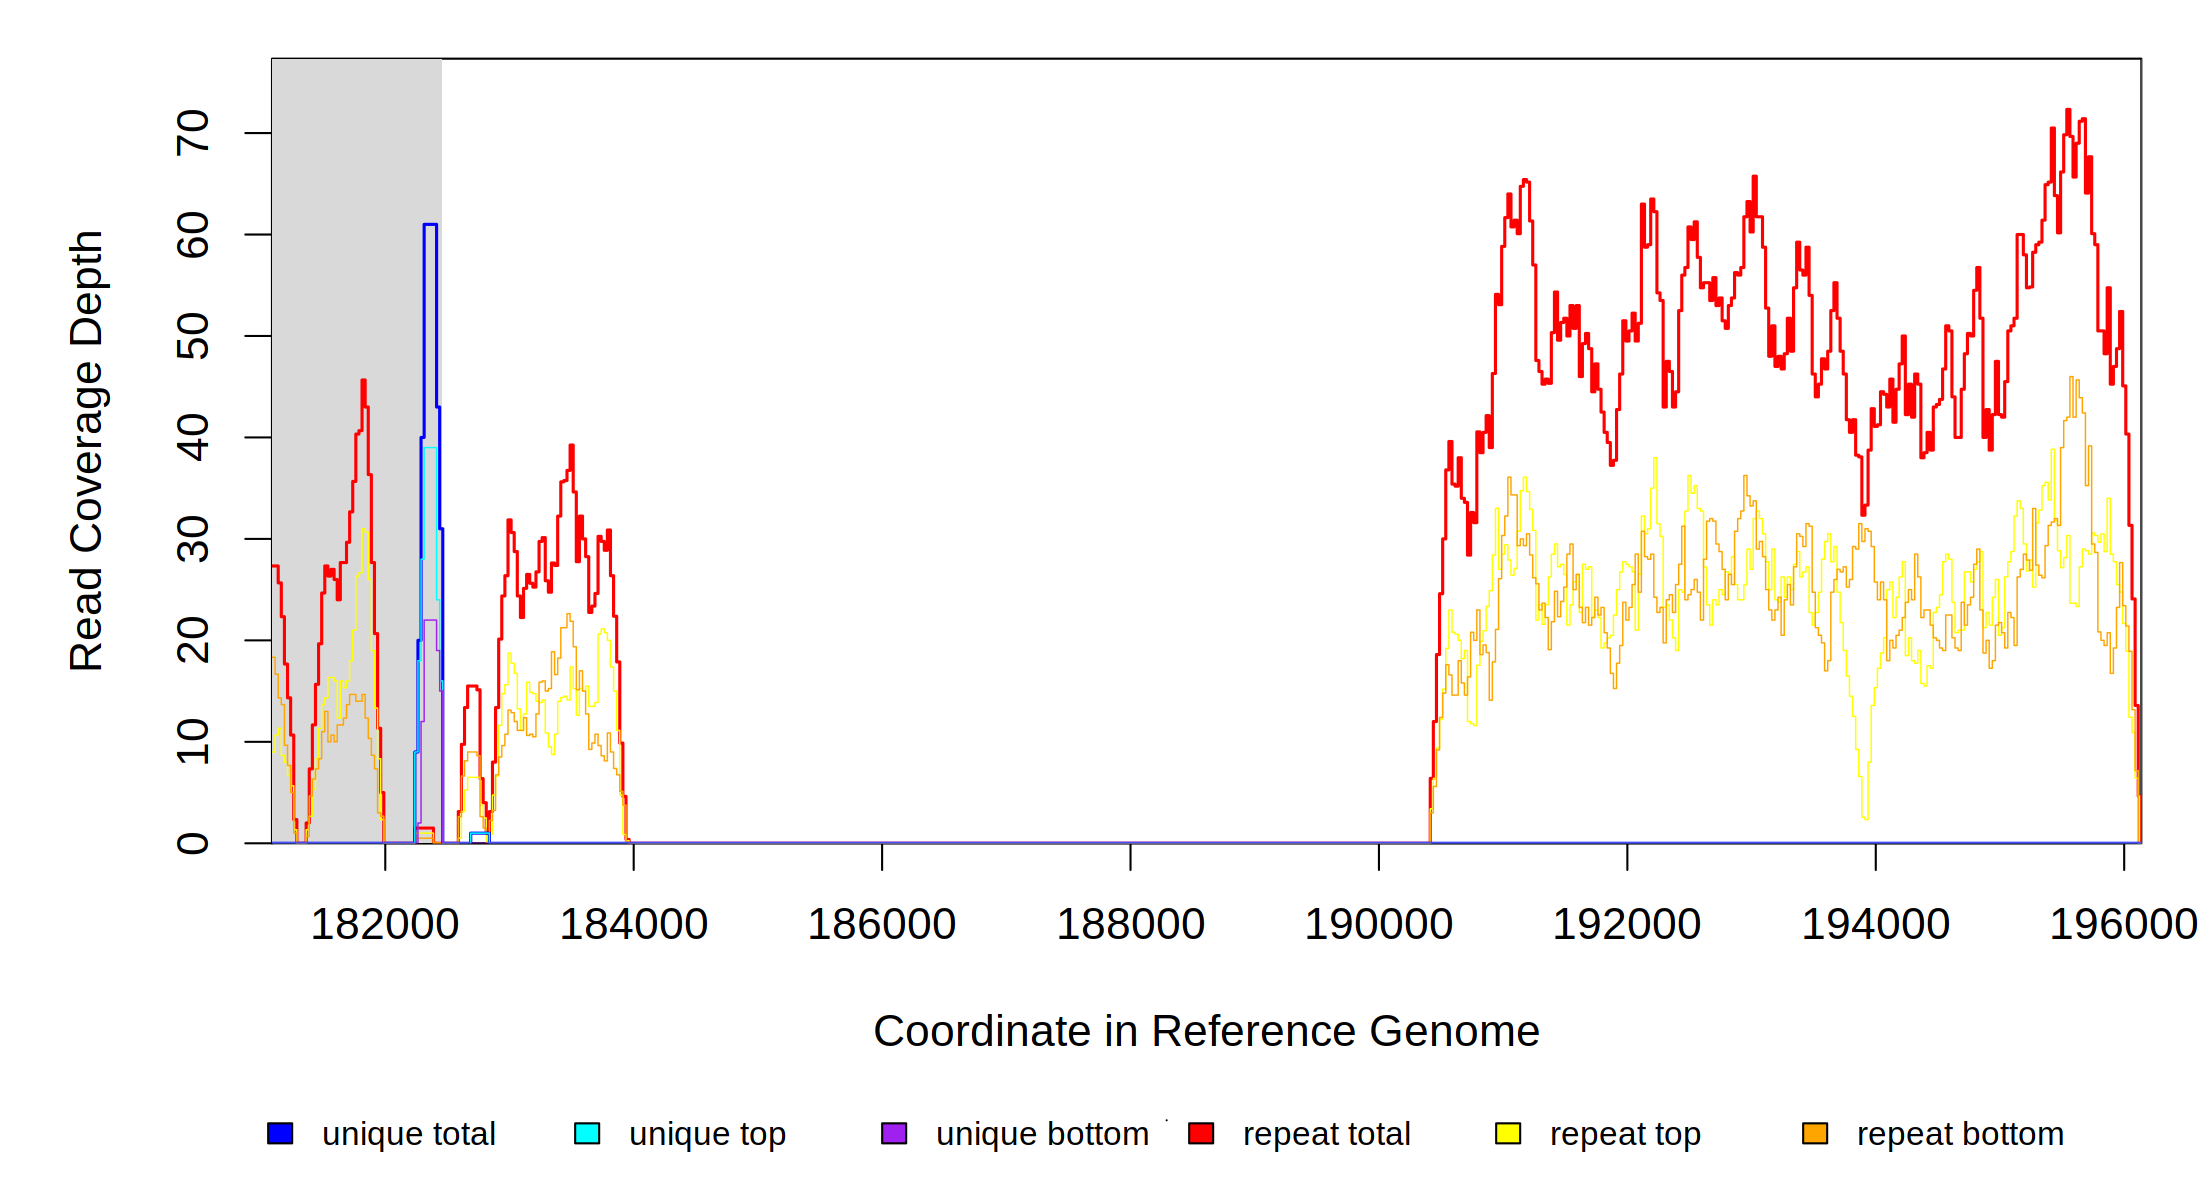 Read Coverage Depth
70
60
50
40
30
20
10
0
182000 184000 186000 188000 190000 192000 194000 196000
Coordinate in Reference Genome
unique total unique top unique bottom repeat total repeat top repeat bottom